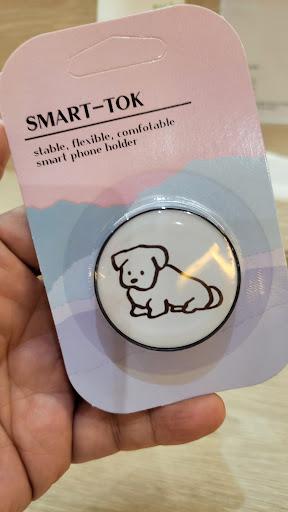 SMART-TOK
stable, flexible, comfotable
smart phone holder